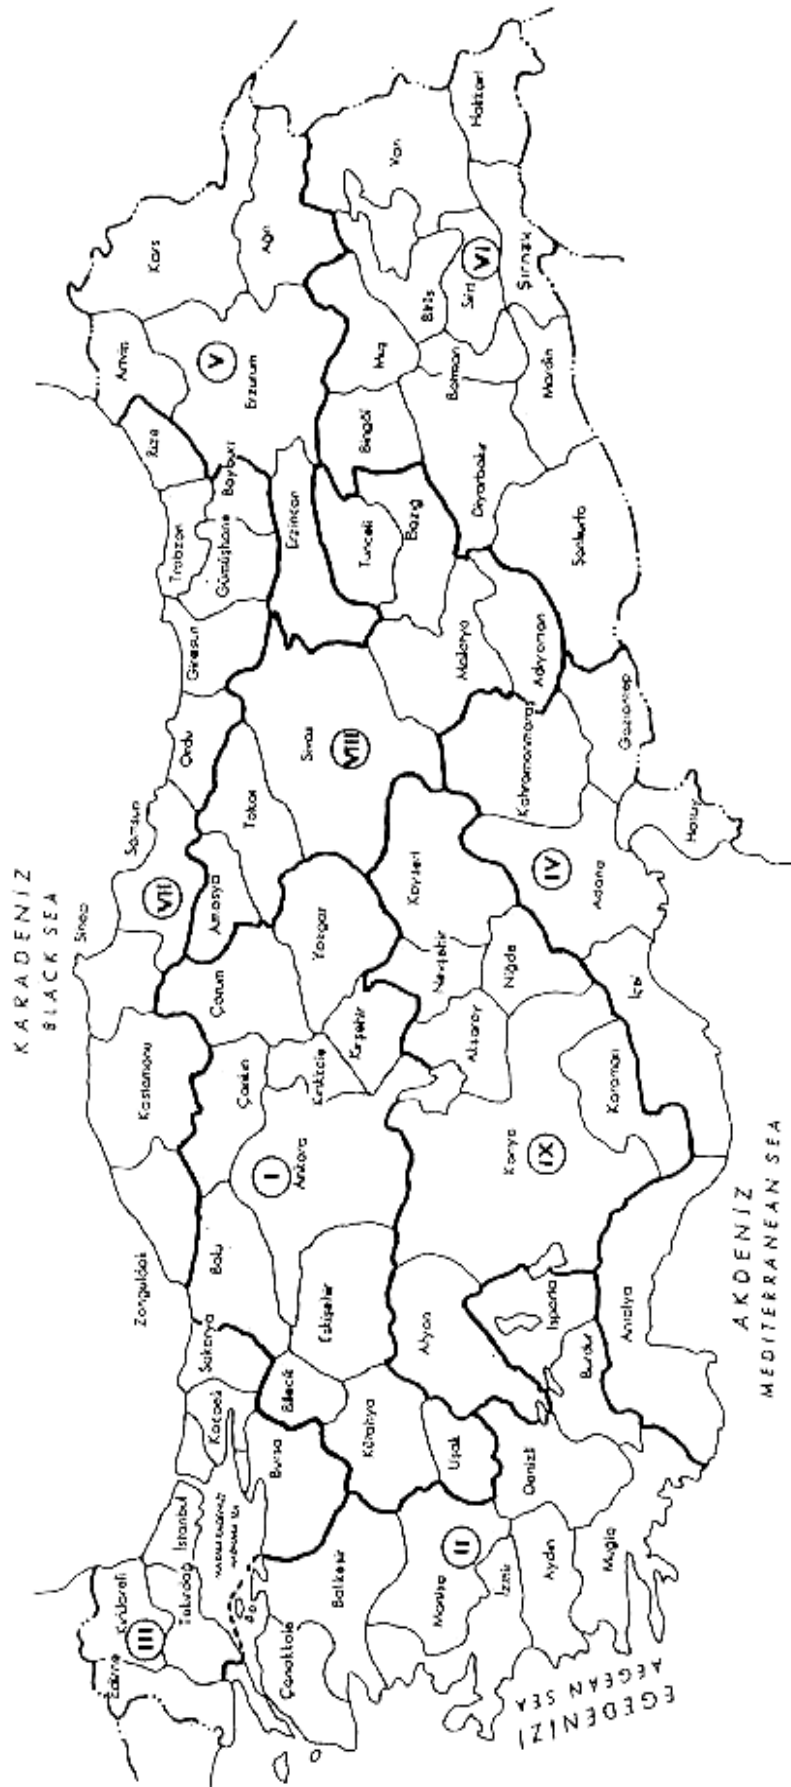 KARADENİZ
BLACK SEA
Zonguldak
Kastamonu
Sinop
Samsun
VII
Ordu
Giresun
Trabzon
Rize
Artvin
Kars
Gümüşhane
Bayburt
Erzurum
V
Ağrı
Edirne
Kırklareli
III
Tekirdağ
İstanbul
Kocaeli
Sakarya
Bolu
Çankırı
Çorum
Amasya
Tokat
Sivas
VIII
Erzincan
Çanakkale
Balıkesir
Bursa
Bilecik
Eskişehir
Ankara
I
Kırıkkale
Kırşehir
Yozgat
Kütahya
Uşak
Manisa
II
İzmir
Aydın
Denizli
Muğla
Afyon
Isparta
Burdur
Antalya
Konya
IX
Karaman
Aksaray
Nevşehir
Niğde
Kayseri
İçel
Adana
IV
Kahramanmaraş
Gaziantep
Hatay
Malatya
Adıyaman
Tunceli
Elazığ
Bingöl
Muş
Bitlis
Van
Siirt
VI
Batman
Diyarbakır
Mardin
Şırnak
Hakkari
Şanlıurfa
EGEDENİZİ
AEGEAN SEA
AKDENİZ
MEDITERRANEAN SEA